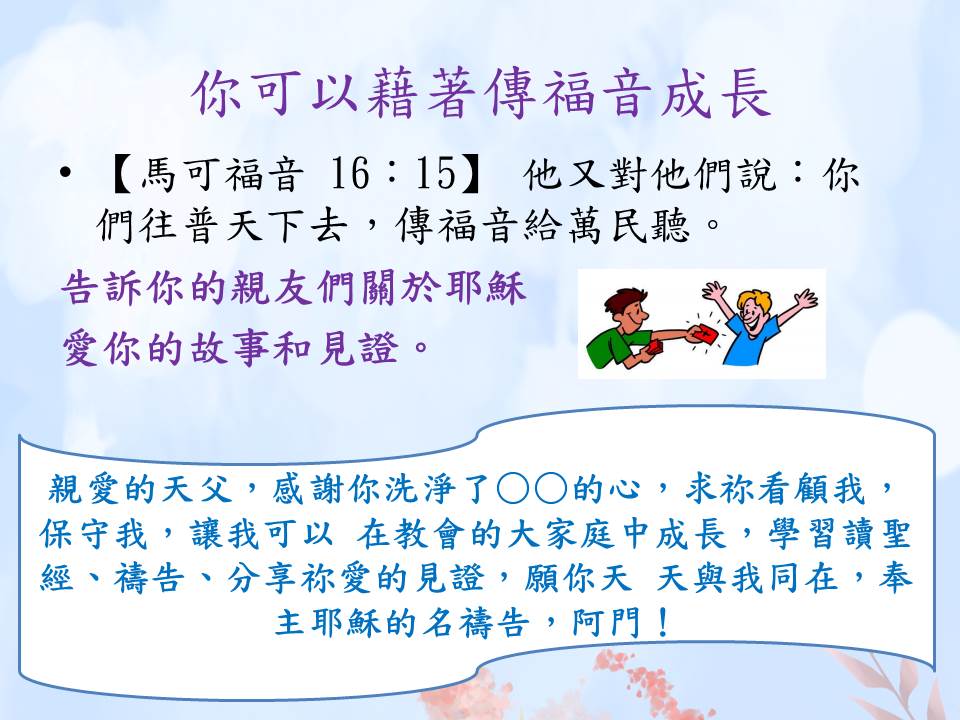 你可以藉著傳福音成長
• 【馬可福音 16：15】 他又對他們說：你
們往普天下去，傳福音給萬民聽。
告訴你的親友們關於耶穌
愛你的故事和見證。
親愛的天父，感謝你洗淨了○○的心，求祢看顧我，
保守我，讓我可以 在教會的大家庭中成長，學習讀聖
經、禱告、分享祢愛的見證，願你天 天與我同在，奉
主耶穌的名禱告，阿門！